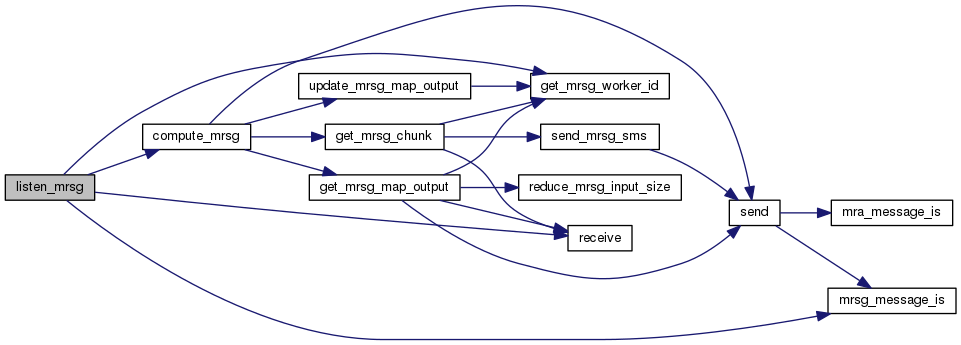 listen_mrsg
compute_mrsg
update_mrsg_map_output
get_mrsg_chunk
get_mrsg_map_output
get_mrsg_worker_id
send_mrsg_sms
reduce_mrsg_input_size
receive
send
mra_message_is
mrsg_message_is